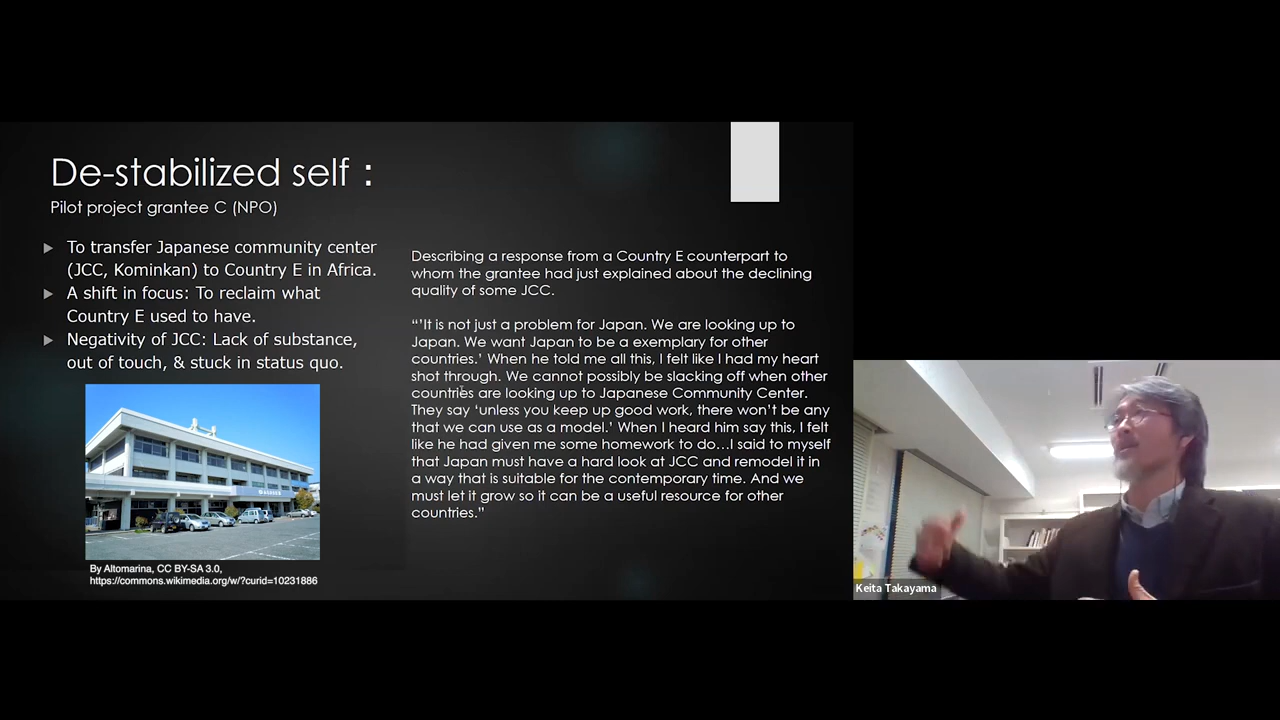 De-stabilized self :
Pilot project grantee C (NPO)
To transfer Japanese community center
(JCC, Kominkan) to Country E in Africa.
A shift in focus: To reclaim what
Country E used to have.
Negativity of JCC: Lack of substance,
out of touch, & stuck in status quo.
By Altomarina, CC BY-SA 3.0,
https://commons.wikimedia.org/w/?curid=10231886
Describing a response from a Country E counterpart to
whom the grantee had just explained about the declining
quality of some JCC.
“’It is not just a problem for Japan. We are looking up to
Japan. We want Japan to be a exemplary for other
countries.’ When he told me all this, I felt like I had my heart
shot through. We cannot possibly be slacking off when other
countries are looking up to Japanese Community Center.
They say ‘unless you keep up good work, there won’t be any
that we can use as a model.’ When I heard him say this, I felt
like he had given me some homework to do…I said to myself
that Japan must have a hard look at JCC and remodel it in
a way that is suitable for the contemporary time. And we
must let it grow so it can be a useful resource for other
countries.”
Keita Takayama